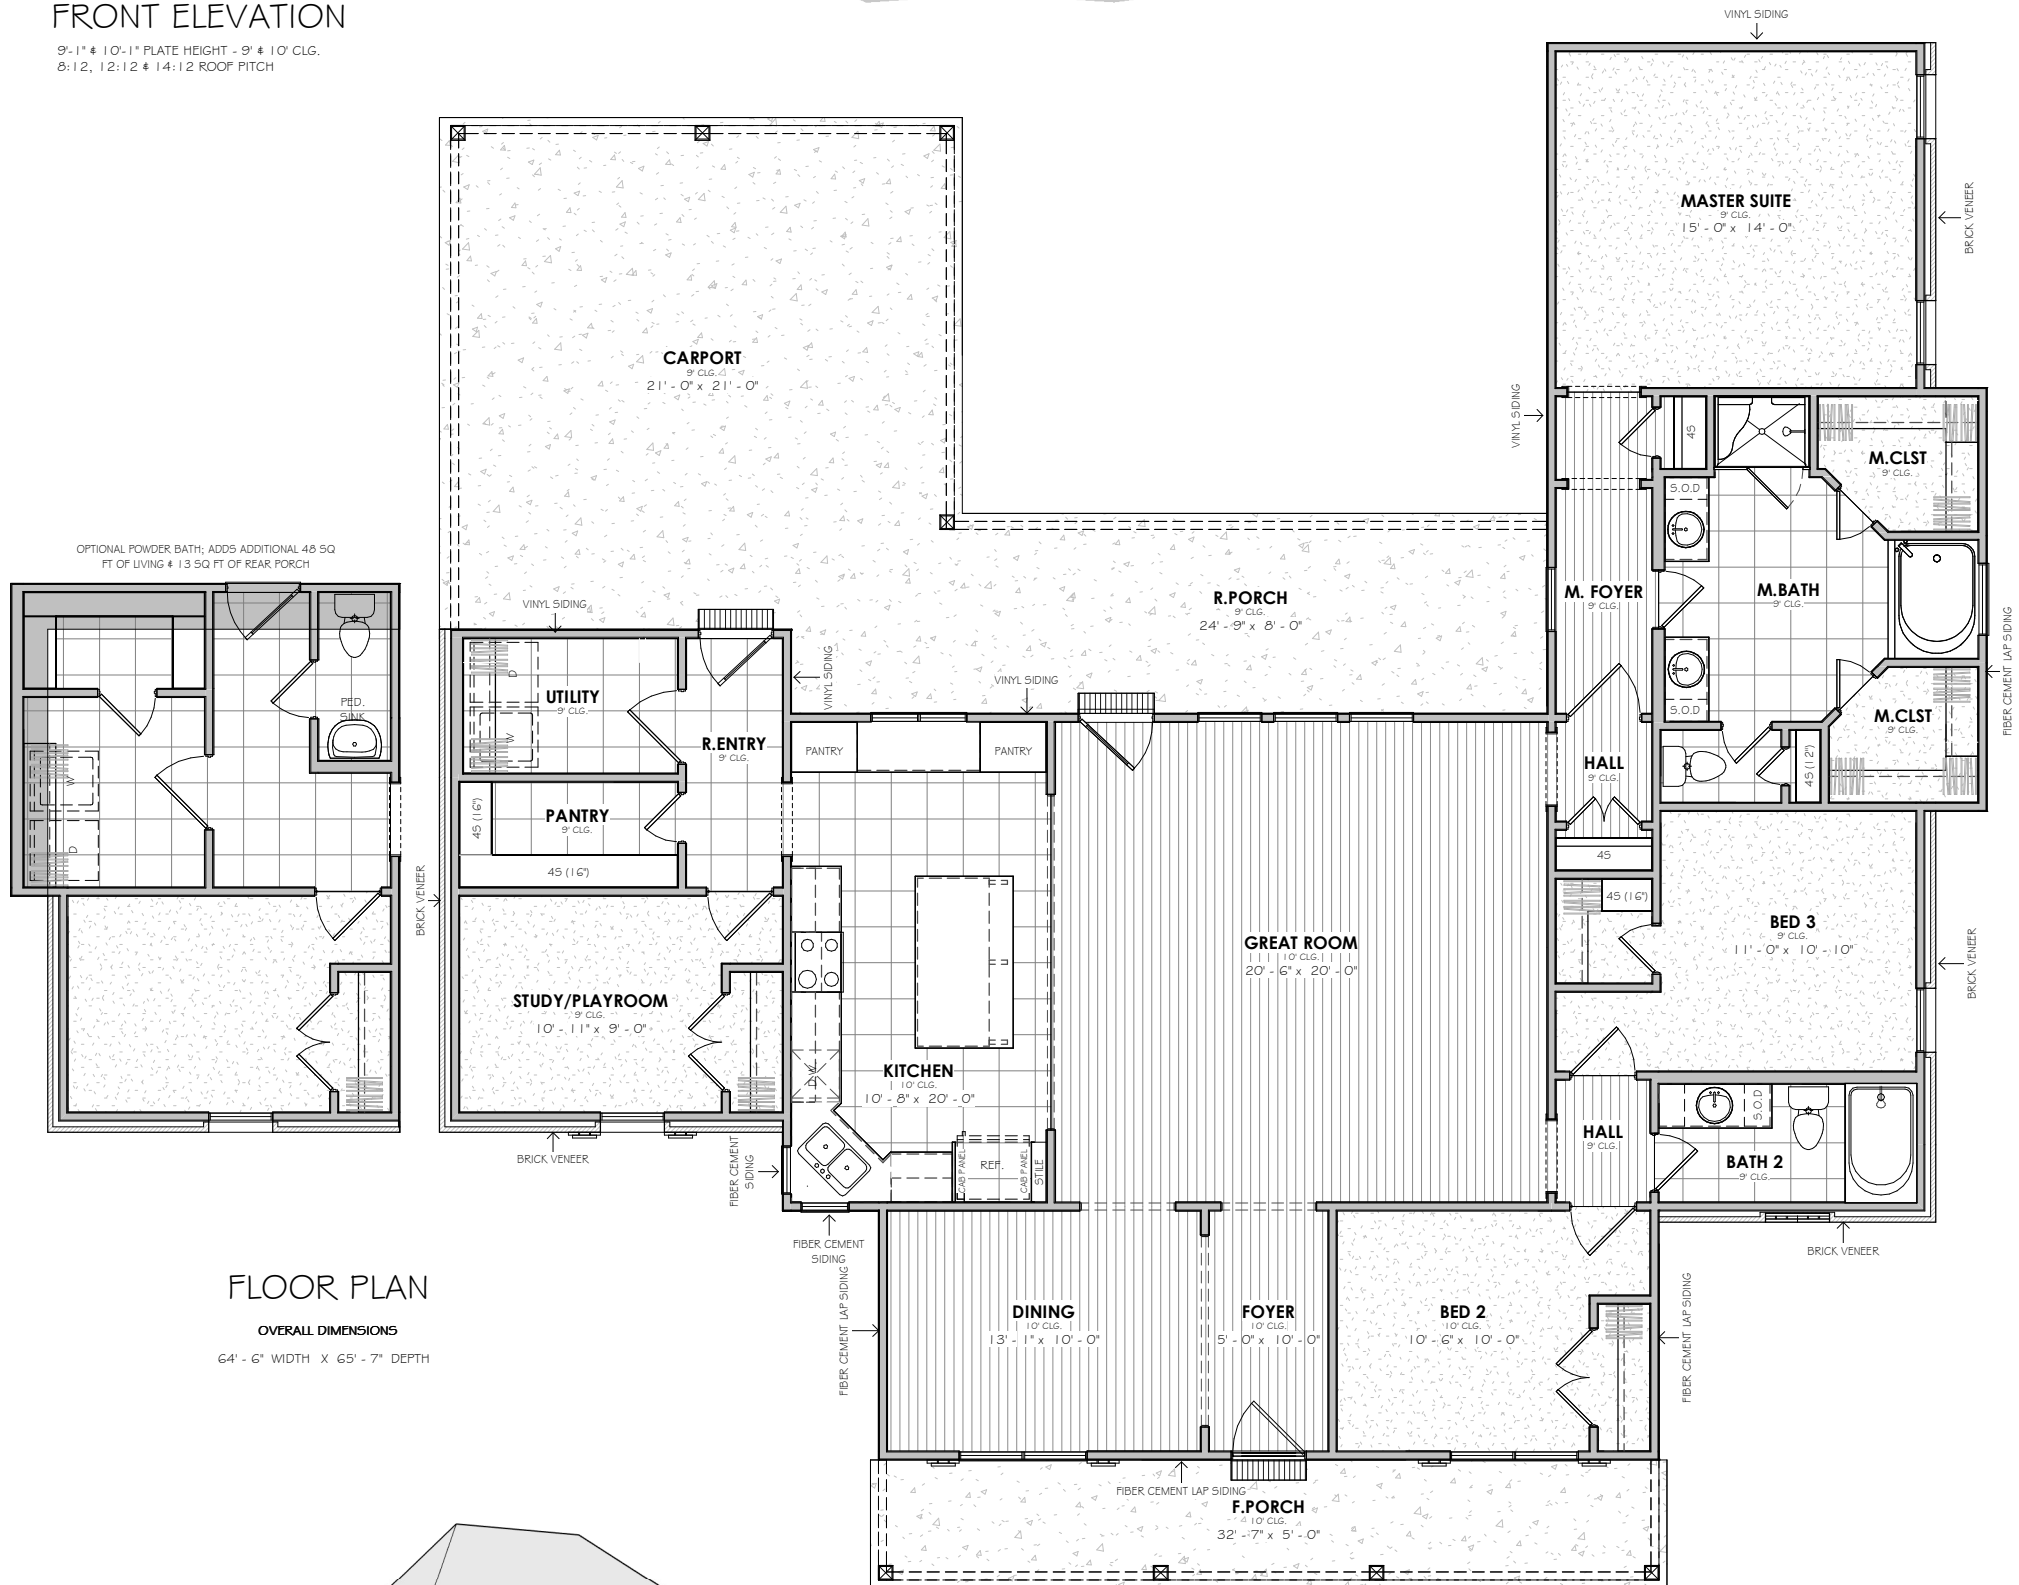 FRONT ELEVATION
9'-1" & 10'-1" PLATE HEIGHT - 9' & 10' CLG.
8:12, 12:12 & 14:12 ROOF PITCH
VINYL SIDING
MASTER SUITE
9' CLG.
15' - 0" x 14' - 0"
BRICK VENEER
CARPORT
9' CLG.
21' - 0" x 21' - 0"
VINYL SIDING
4S
M.CLST
9' CLG.
S.O.D
OPTIONAL POWDER BATH; ADDS ADDITIONAL 48 SQ
FT OF LIVING & 13 SQ FT OF REAR PORCH
PED.
SINK
W
D
VINYL SIDING
R.PORCH
9' CLG.
24' - 9" x 8' - 0"
M. FOYER
9' CLG.
M.BATH
9' CLG.
FIBER CEMENT LAP SIDING
VINYL SIDING
VINYL SIDING
D
UTILITY
9' CLG.
W
R.ENTRY
9' CLG.
PANTRY
PANTRY
S.O.D
M.CLST
9' CLG.
HALL
9' CLG.
4S (12")
4S (16")
PANTRY
9' CLG.
4S (16")
4S
4S (16")
BRICK VENEER
GREAT ROOM
10' CLG.
20' - 6" x 20' - 0"
BED 3
9' CLG.
11' - 0" x 10' - 10"
BRICK VENEER
STUDY/PLAYROOM
9' CLG.
10' - 11" x 9' - 0"
D.W.
KITCHEN
10' CLG.
10' - 8" x 20' - 0"
S.O.D
HALL
9' CLG.
BATH 2
9' CLG.
BRICK VENEER
FIBER CEMENT
SIDING
CAB PANEL
REF.
CAB PANEL
STILE
FIBER CEMENT
SIDING
BRICK VENEER
FLOOR PLAN
OVERALL DIMENSIONS
64' - 6" WIDTH X 65' - 7" DEPTH
FIBER CEMENT LAP SIDING
DINING
10' CLG.
13' - 1" x 10' - 0"
FOYER
10' CLG.
5' - 0" x 10' - 0"
BED 2
10' CLG.
10' - 6" x 10' - 0"
FIBER CEMENT LAP SIDING
FIBER CEMENT LAP SIDING
F.PORCH
10' CLG.
32' - 7" x 5' - 0"